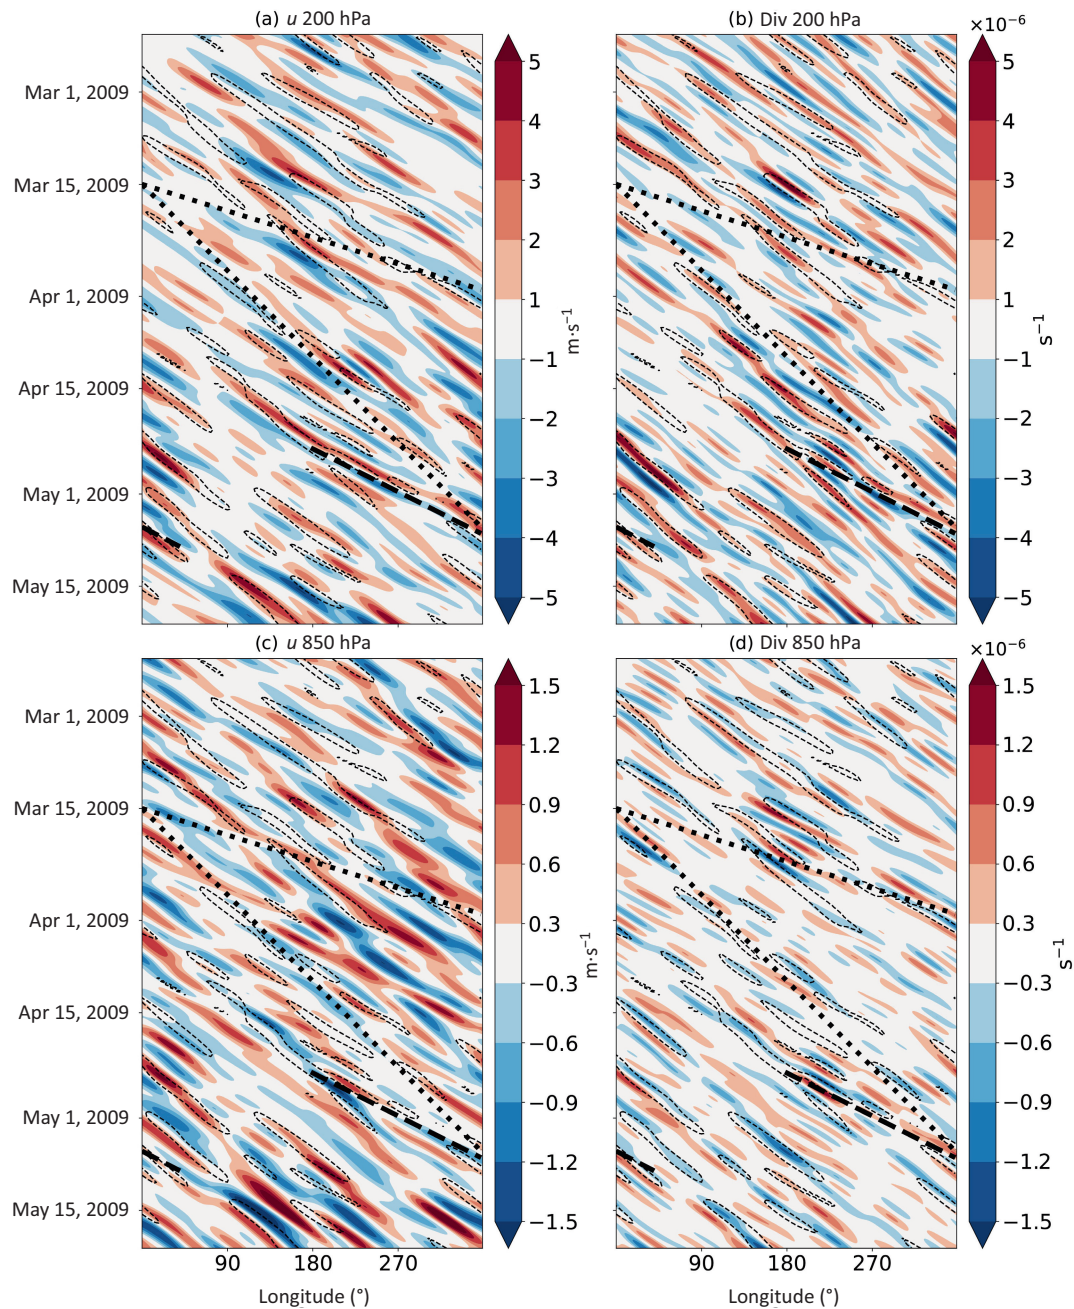 (a) u 200 hPa
(b) Div 200 hPa
×10⁻⁶
Mar 1, 2009
Mar 15, 2009
Apr 1, 2009
Apr 15, 2009
May 1, 2009
May 15, 2009
5
4
3
2
1
−1
−2
−3
−4
−5
m·s⁻¹
5
4
3
2
1
−1
−2
−3
−4
−5
s⁻¹
(c) u 850 hPa
(d) Div 850 hPa
×10⁻⁶
Mar 1, 2009
Mar 15, 2009
Apr 1, 2009
Apr 15, 2009
May 1, 2009
May 15, 2009
1.5
1.2
0.9
0.6
0.3
−0.3
−0.6
−0.9
−1.2
−1.5
m·s⁻¹
1.5
1.2
0.9
0.6
0.3
−0.3
−0.6
−0.9
−1.2
−1.5
s⁻¹
90 180 270
90 180 270
Longitude (°)
Longitude (°)